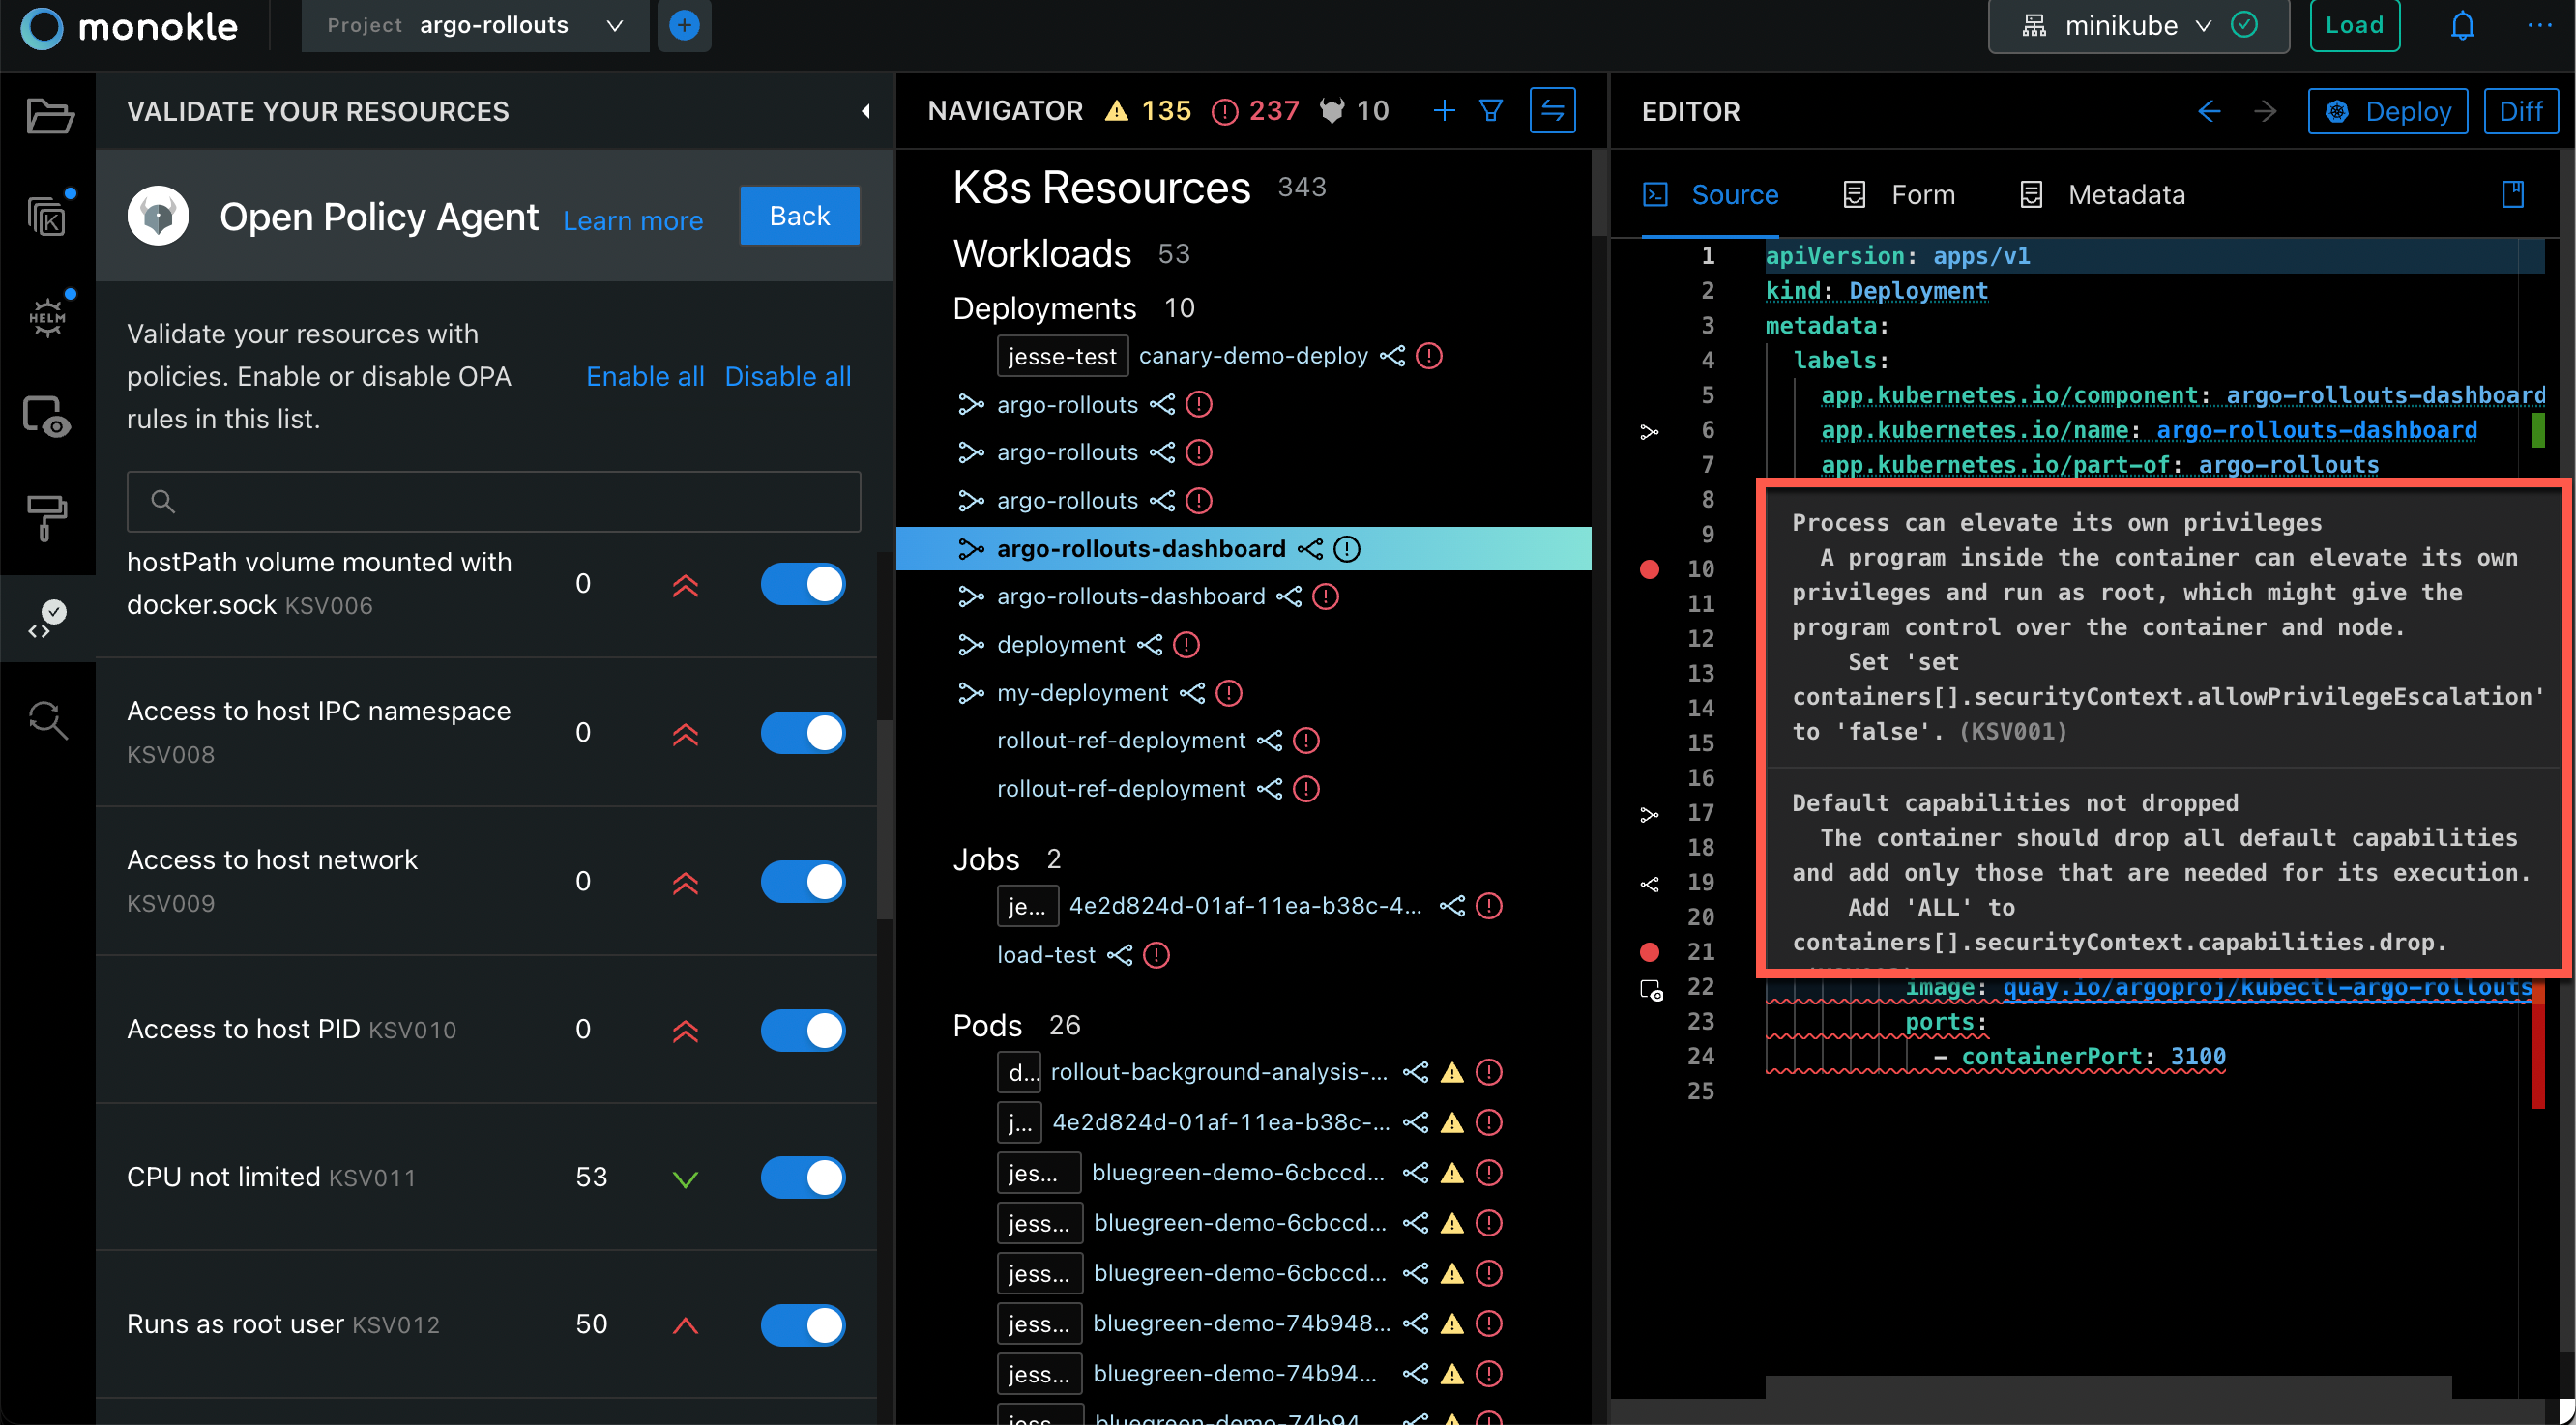 monokle
Project argo-rollouts
minikube
Load
VALIDATE YOUR RESOURCES
Open Policy Agent Learn more Back
Validate your resources with
policies. Enable or disable OPA
rules in this list.
Enable all Disable all
hostPath volume mounted with
docker.sock KSV006
0
Access to host IPC namespace
KSV008
0
Access to host network
KSV009
0
Access to host PID KSV010
0
CPU not limited KSV011
53
Runs as root user KSV012
50
K
HELM
NAVIGATOR 135 237 10
K8s Resources 343
Workloads 53
Deployments 10
jesse-test canary-demo-deploy
argo-rollouts
argo-rollouts
argo-rollouts
argo-rollouts-dashboard
argo-rollouts-dashboard
deployment
my-deployment
rollout-ref-deployment
rollout-ref-deployment
Jobs 2
je... 4e2d824d-01af-11ea-b38c-4...
load-test
Pods 26
d... rollout-background-analysis-...
j... 4e2d824d-01af-11ea-b38c-...
jes... bluegreen-demo-6cbccd...
jess... bluegreen-demo-6cbccd...
jess... bluegreen-demo-6cbccd...
jess... bluegreen-demo-74b948...
jess... bluegreen-demo-74b94...
jess... bluegreen-demo-74b94...
EDITOR
Deploy
Diff
Source
Form
Metadata
1 apiVersion: apps/v1
2 kind: Deployment
3 metadata:
4 labels:
5 app.kubernetes.io/component: argo-rollouts-dashboard
6 app.kubernetes.io/name: argo-rollouts-dashboard
7 app.kubernetes.io/part-of: argo-rollouts
8
9
10
11
12
13
14
15
16
17
18
19
20
21
Process can elevate its own privileges
A program inside the container can elevate its own
privileges and run as root, which might give the
program control over the container and node.
Set 'set
containers[].securityContext.allowPrivilegeEscalation'
to 'false'. (KSV001)
Default capabilities not dropped
The container should drop all default capabilities
and add only those that are needed for its execution.
Add 'ALL' to
containers[].securityContext.capabilities.drop.
22 image: quay.io/argoproj/kubectl-argo-rollouts
23 ports:
24 - containerPort: 3100
25